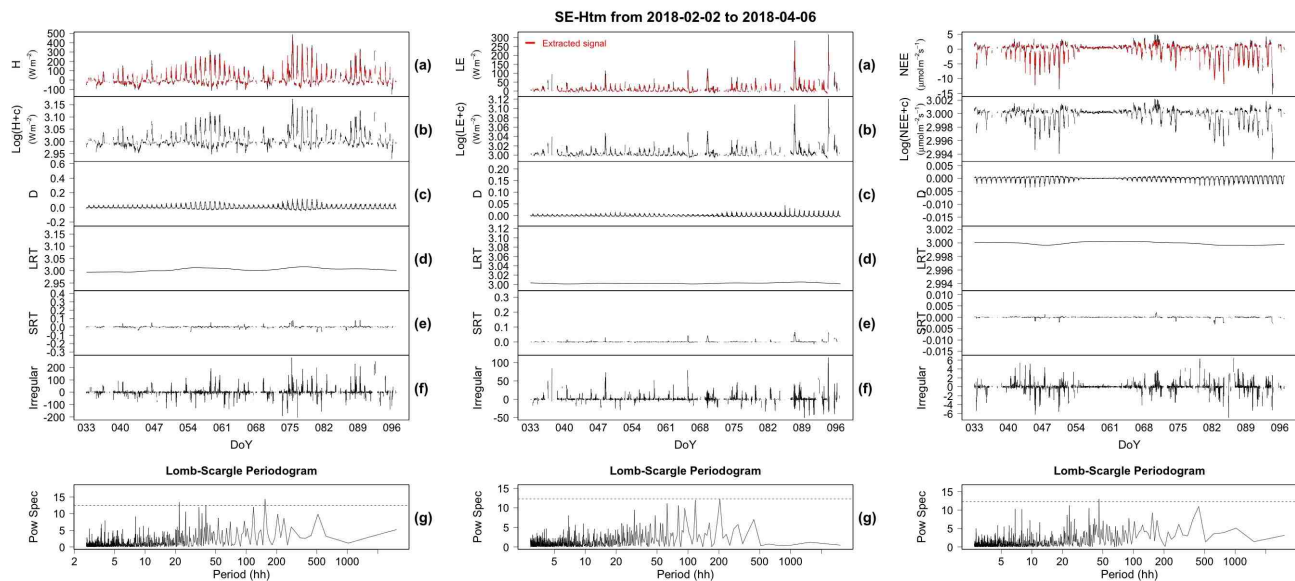 SE-Htm from 2018-02-02 to 2018-04-06
H
(W m⁻²)
500
400
300
200
100
0
-100
(a)
Log(H+c)
(W m⁻²)
3.15
3.10
3.05
3.00
2.95
(b)
D
0.6
0.4
0.2
0.0
-0.2
(c)
LRT
3.15
3.10
3.05
3.00
2.95
(d)
SRT
0.4
0.3
0.2
0.1
0.0
-0.1
-0.2
-0.3
(e)
Irregular
200
100
0
-100
-200
(f)
033 040 047 054 061 068 075 082 089 096
DoY
Lomb-Scargle Periodogram
Pow Spec
15
10
5
0
(g)
2 5 10 20 50 100 200 500 1000
Period (hh)
Extracted signal
LE
(W m⁻²)
300
250
200
150
100
50
0
(a)
Log(LE+c)
(W m⁻²)
3.12
3.10
3.08
3.06
3.04
3.02
3.00
(b)
D
0.20
0.15
0.10
0.05
0.00
(c)
LRT
3.12
3.10
3.08
3.06
3.04
3.02
3.00
(d)
SRT
0.3
0.2
0.1
0.0
(e)
Irregular
100
50
0
-50
(f)
033 040 047 054 061 068 075 082 089 096
DoY
Lomb-Scargle Periodogram
Pow Spec
15
10
5
0
(g)
5 10 20 50 100 200 500 1000
Period (hh)
NEE
(μmol m⁻² s⁻¹)
5
0
-5
-10
-15
Log(NEE+c)
(μmol m⁻² s⁻¹)
3.002
3.000
2.998
2.996
2.994
D
0.005
0.000
-0.005
-0.010
-0.015
LRT
3.002
3.000
2.998
2.996
2.994
SRT
0.010
0.005
0.000
-0.005
-0.010
-0.015
Irregular
6
4
2
0
-2
-4
-6
033 040 047 054 061 068 075 082 089 096
DoY
Lomb-Scargle Periodogram
Pow Spec
15
10
5
0
5 10 20 50 100 200 500 1000
Period (hh)